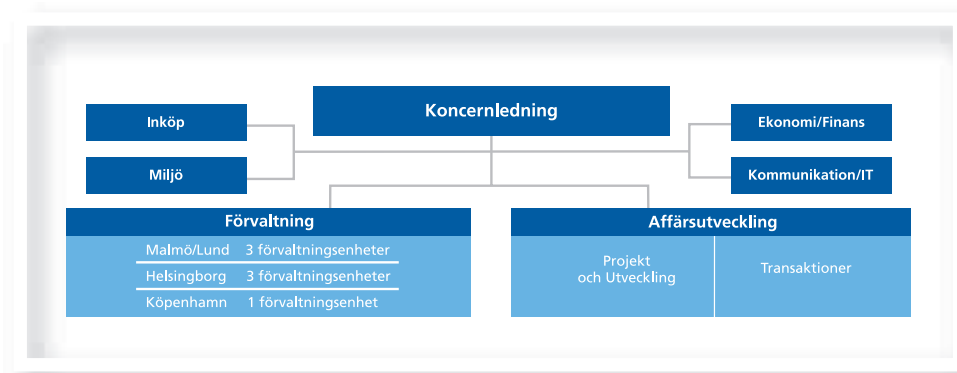 Koncernledning
Inköp
Ekonomi/Finans
Miljö
Kommunikation/IT
Förvaltning
Malmö/Lund 3 förvaltningsenheter
Helsingborg 3 förvaltningsenheter
Köpenhamn 1 förvaltningsenhet
Affärsutveckling
Projekt
och Utveckling
Transaktioner